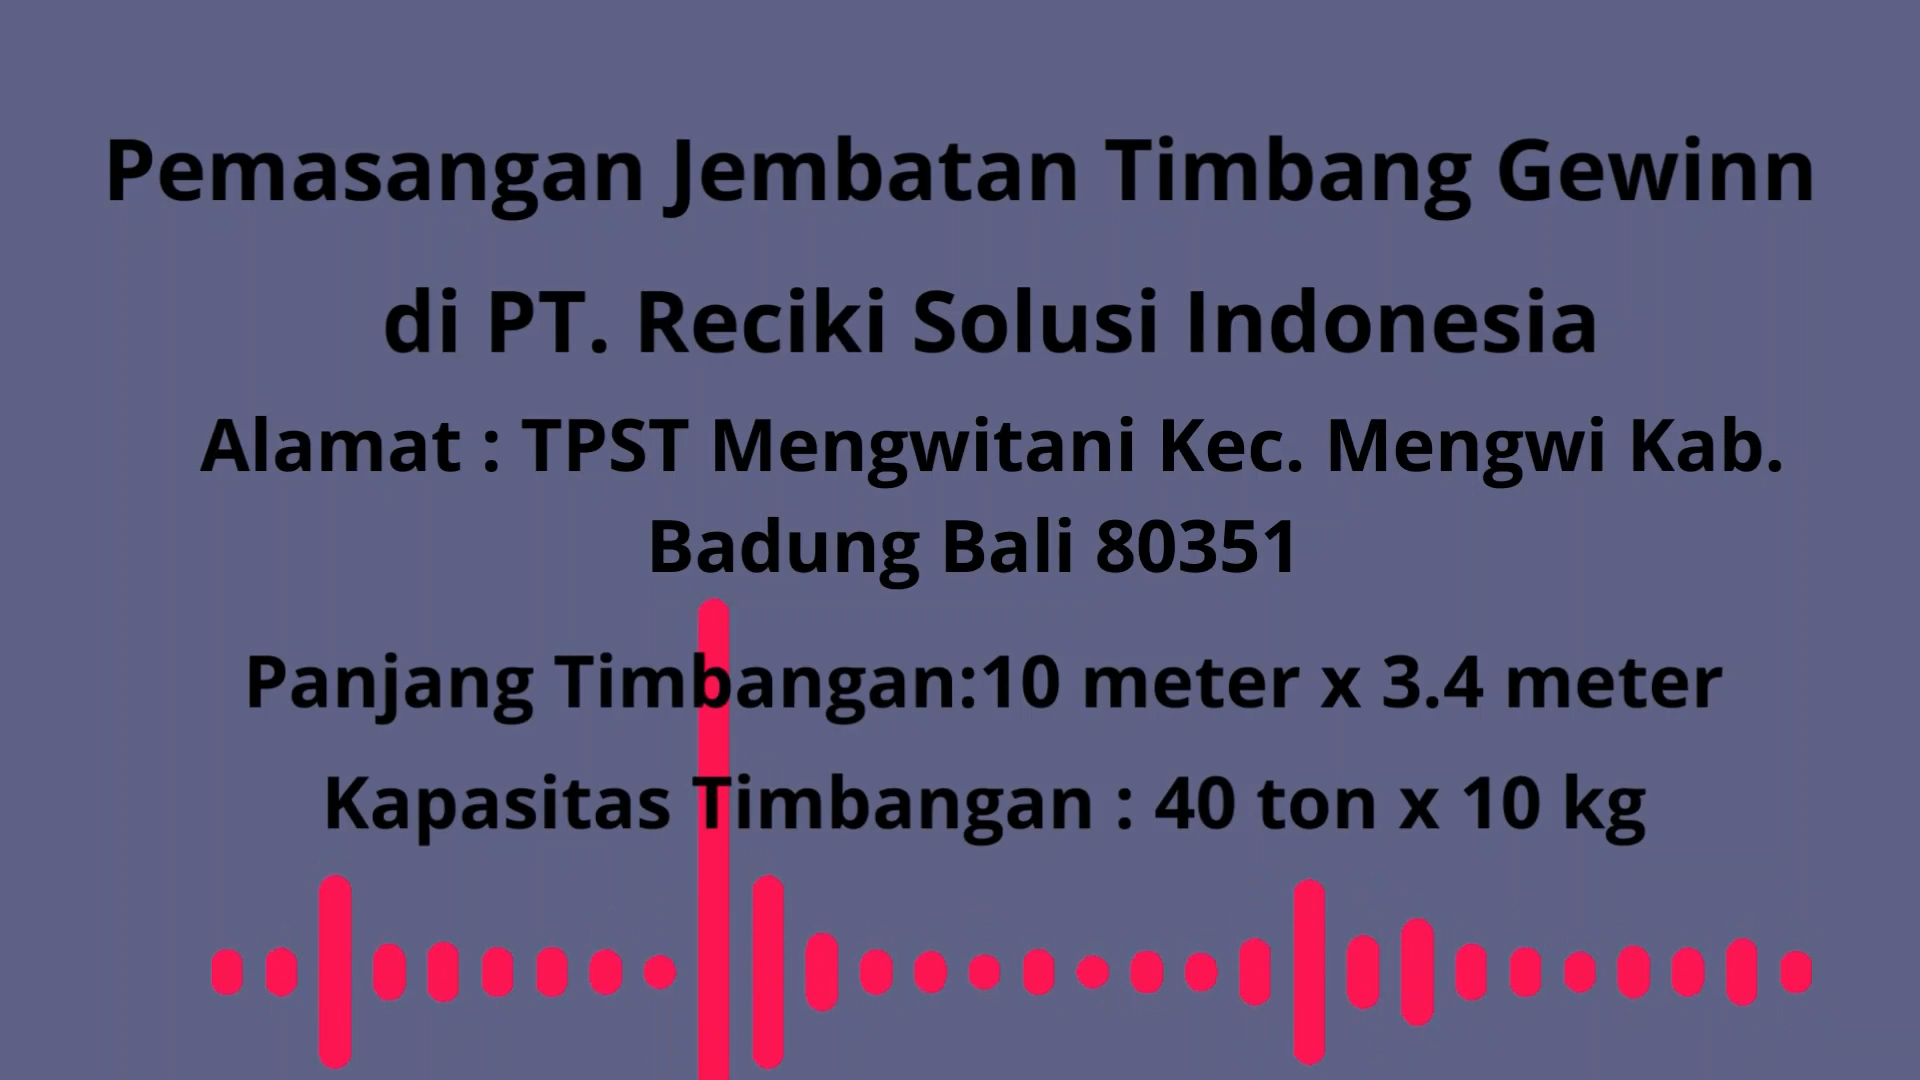 Pemasangan Jembatan Timbang Gewinn
di PT. Reciki Solusi Indonesia
Alamat : TPST Mengwitani Kec. Mengwi Kab.
Badung Bali 80351
Panjang Timbangan:10 meter x 3.4 meter
Kapasitas Timbangan : 40 ton x 10 kg